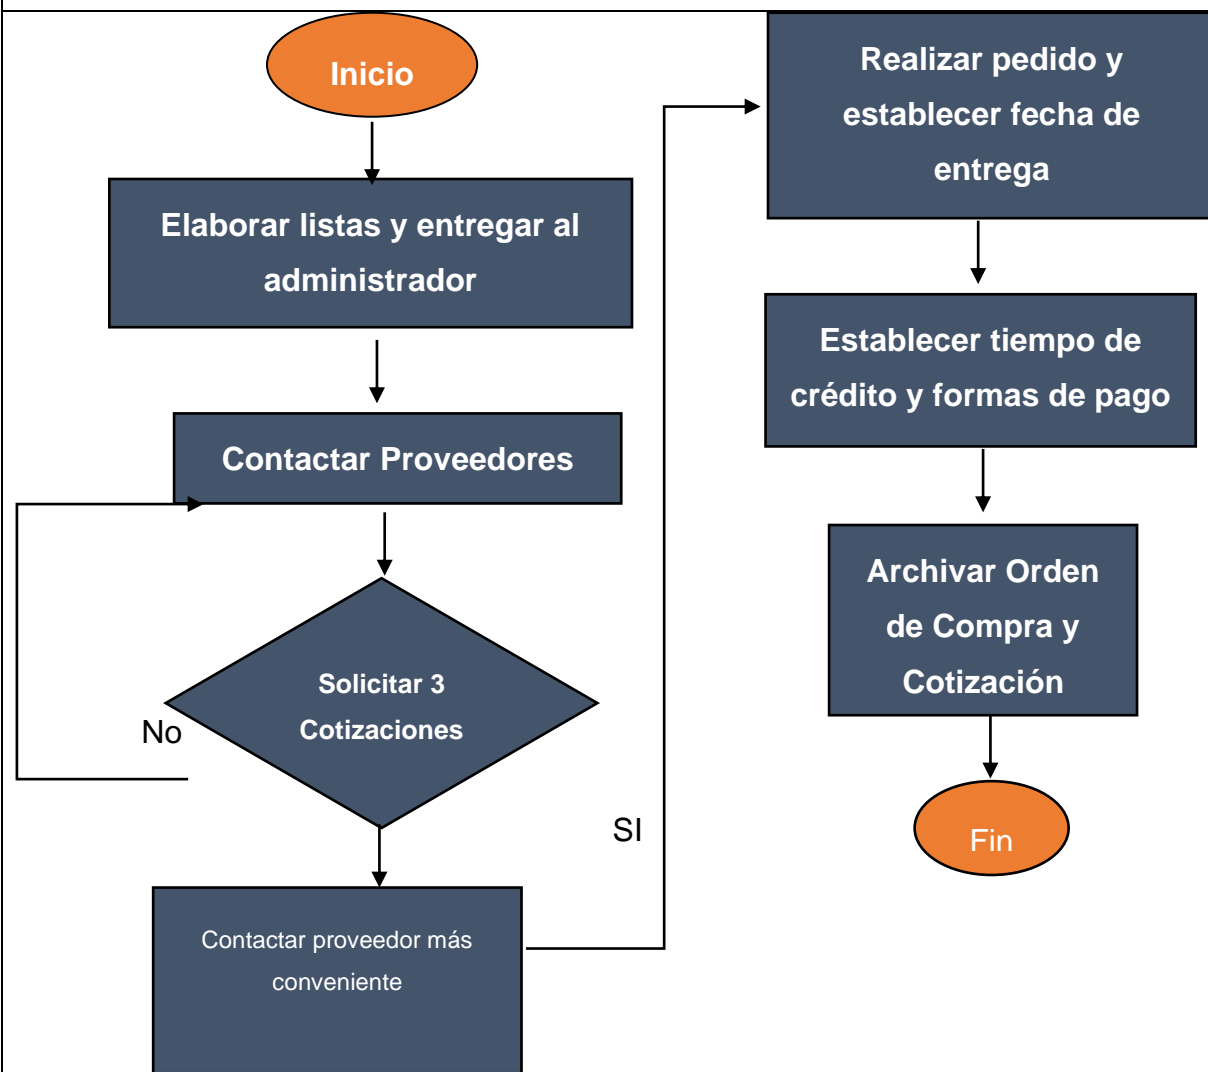 Inicio
Elaborar listas y entregar al
administrador
Contactar Proveedores
Solicitar 3
Cotizaciones
No
Contactar proveedor más
conveniente
SI
Realizar pedido y
establecer fecha de
entrega
Establecer tiempo de
crédito y formas de pago
Archivar Orden
de Compra y
Cotización
Fin